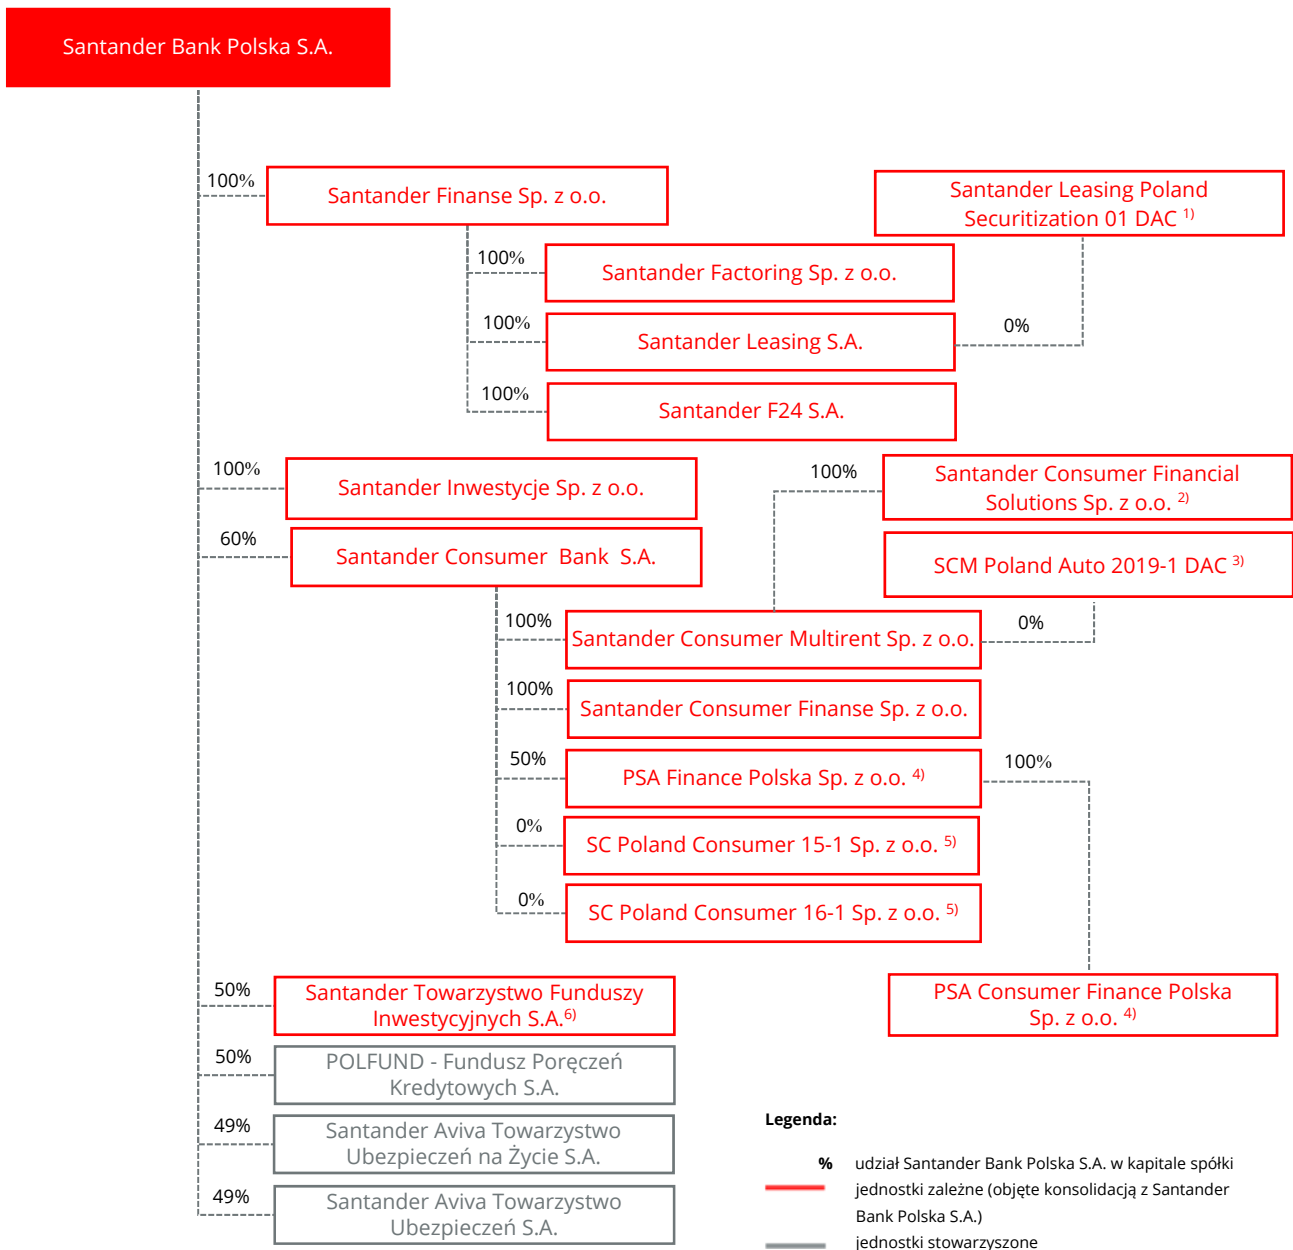 Santander Bank Polska S.A.
100%
Santander Finanse Sp. z o.o.
Santander Leasing Poland
Securitization 01 DAC 1)
100%
Santander Factoring Sp. z o.o.
100%
Santander Leasing S.A.
0%
100%
Santander F24 S.A.
100%
Santander Inwestycje Sp. z o.o.
100%
Santander Consumer Financial
Solutions Sp. z o.o. 2)
60%
Santander Consumer Bank S.A.
SCM Poland Auto 2019-1 DAC 3)
100%
Santander Consumer Multirent Sp. z o.o.
0%
100%
Santander Consumer Finanse Sp. z o.o.
50%
PSA Finance Polska Sp. z o.o. 4)
100%
0%
SC Poland Consumer 15-1 Sp. z o.o. 5)
0%
SC Poland Consumer 16-1 Sp. z o.o. 5)
50%
Santander Towarzystwo Funduszy
Inwestycyjnych S.A.6)
PSA Consumer Finance Polska
Sp. z o.o. 4)
50%
POLFUND - Fundusz Poręczeń
Kredytowych S.A.
49%
Santander Aviva Towarzystwo
Ubezpieczeń na Życie S.A.
49%
Santander Aviva Towarzystwo
Ubezpieczeń S.A.
Legenda:
% udział Santander Bank Polska S.A. w kapitale spółki
jednostki zależne (objęte konsolidacją z Santander
Bank Polska S.A.)
jednostki stowarzyszone